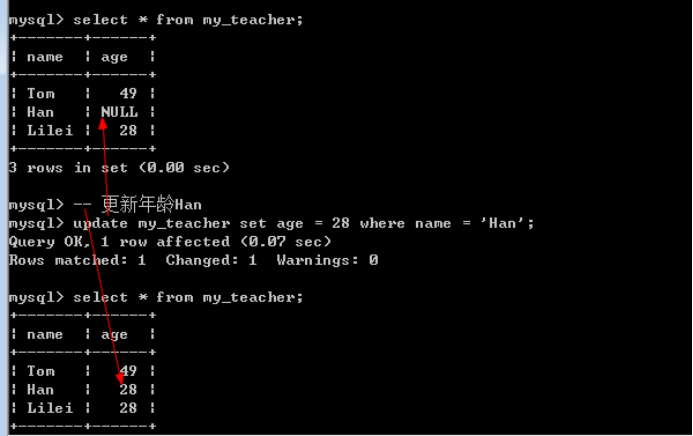 mysql> select * from my_teacher;
+-------+------+
| name  | age  |
+-------+------+
| Tom   |   49 |
| Han   | NULL |
| Lilei |   28 |
+-------+------+
3 rows in set (0.00 sec)
mysql> -- 更新年龄Han
mysql> update my_teacher set age = 28 where name = 'Han';
Query OK, 1 row affected (0.07 sec)
Rows matched: 1  Changed: 1  Warnings: 0
mysql> select * from my_teacher;
+-------+------+
| name  | age  |
+-------+------+
| Tom   |   49 |
| Han   |   28 |
| Lilei |   28 |
+-------+------+